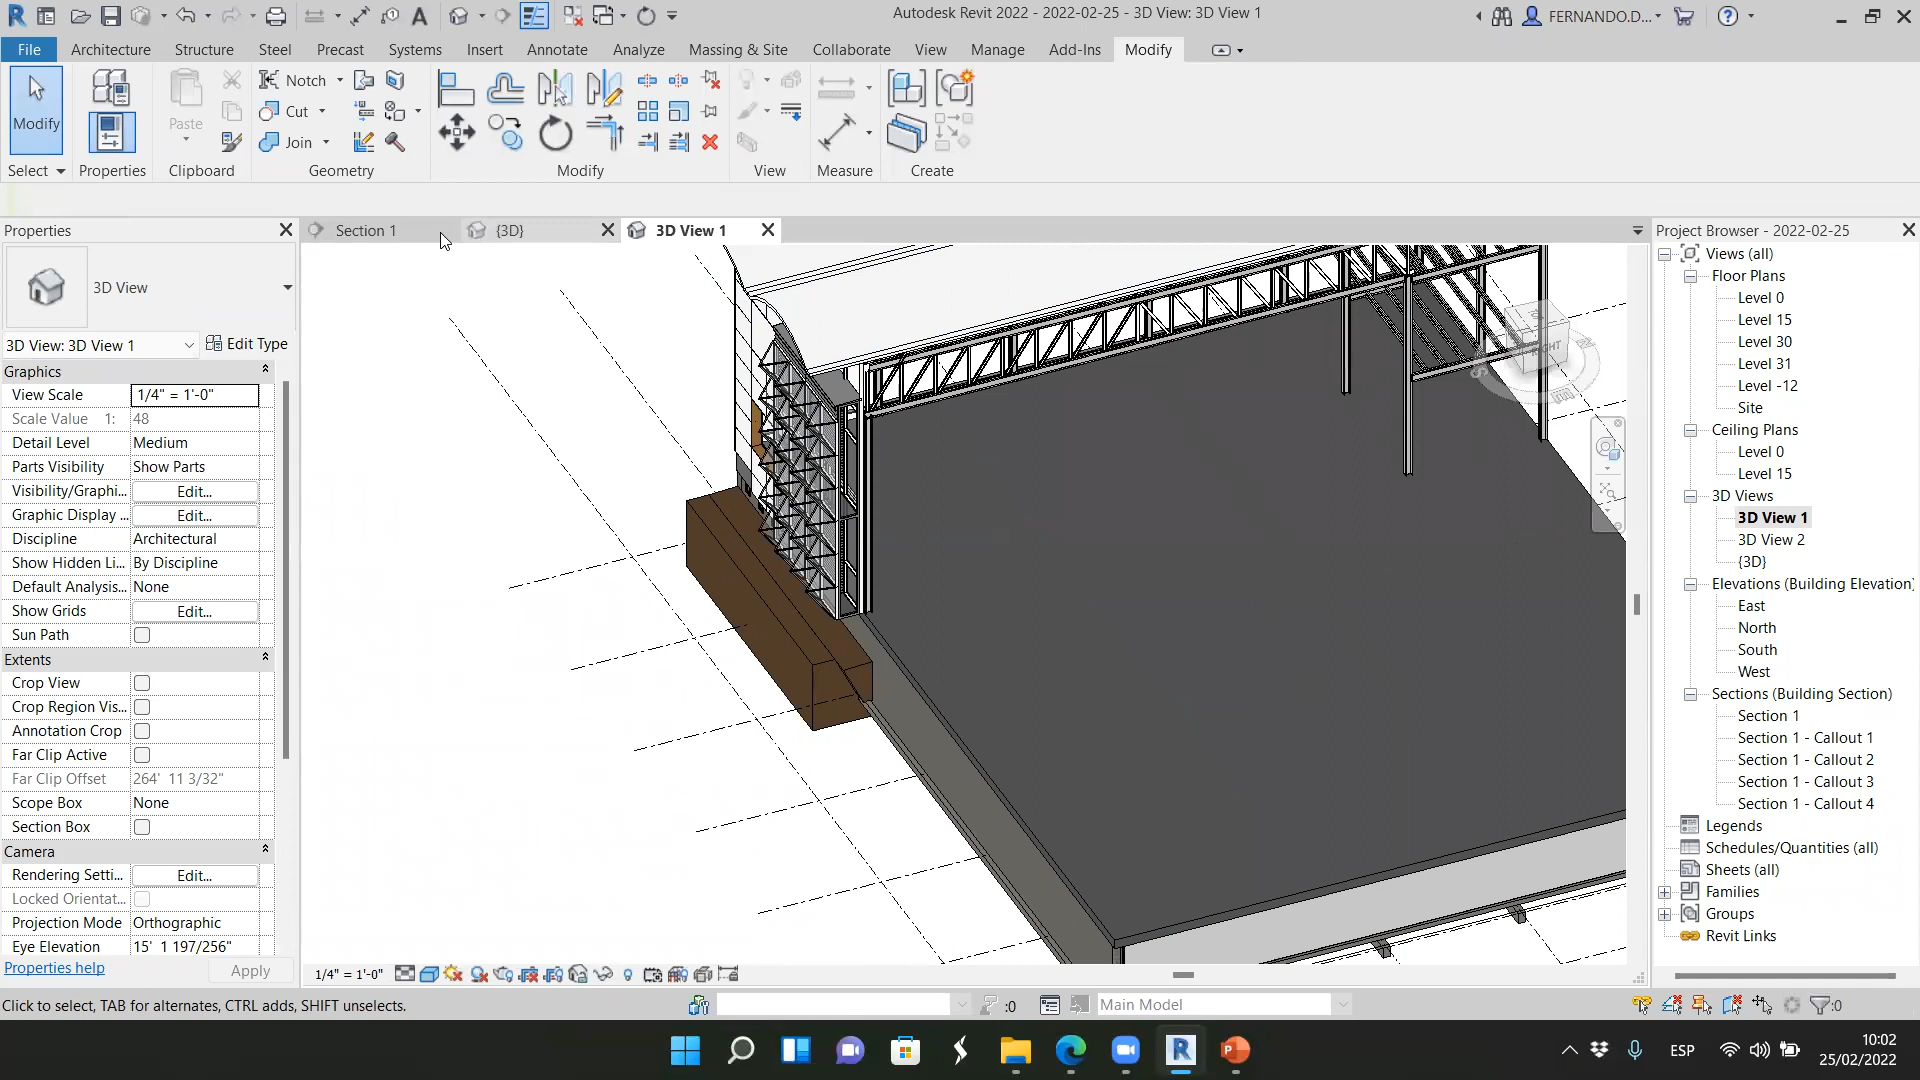 Autodesk Revit 2022 - 2022-02-25 - 3D View: 3D View 1
FERNANDO.D...
File Architecture Structure Steel Precast Systems Insert Annotate Analyze Massing & Site Collaborate View Manage Add-Ins Modify
Modify
Paste
Notch
Cut
Join
Select Properties Clipboard Geometry Modify View Measure Create
Properties
Section 1 {3D} 3D View 1
3D View
3D View: 3D View 1 Edit Type
Graphics
View Scale 1/4" = 1'-0"
Scale Value 1: 48
Detail Level Medium
Parts Visibility Show Parts
Visibility/Graphi... Edit...
Graphic Display ... Edit...
Discipline Architectural
Show Hidden Li... By Discipline
Default Analysis... None
Show Grids Edit...
Sun Path
Extents
Crop View
Crop Region Vis...
Annotation Crop
Far Clip Active
Far Clip Offset 264' 11 3/32"
Scope Box None
Section Box
Camera
Rendering Setti... Edit...
Locked Orientat...
Projection Mode Orthographic
Eye Elevation 15' 1 197/256"
Properties help Apply
RIGHT
Project Browser - 2022-02-25
Views (all)
Floor Plans
Level 0
Level 15
Level 30
Level 31
Level -12
Site
Ceiling Plans
Level 0
Level 15
3D Views
3D View 1
3D View 2
{3D}
Elevations (Building Elevation)
East
North
South
West
Sections (Building Section)
Section 1
Section 1 - Callout 1
Section 1 - Callout 2
Section 1 - Callout 3
Section 1 - Callout 4
Legends
Schedules/Quantities (all)
Sheets (all)
Families
Groups
Revit Links
1/4" = 1'-0"
Click to select, TAB for alternates, CTRL adds, SHIFT unselects.
:0
Main Model
:0
ESP
10:02
25/02/2022